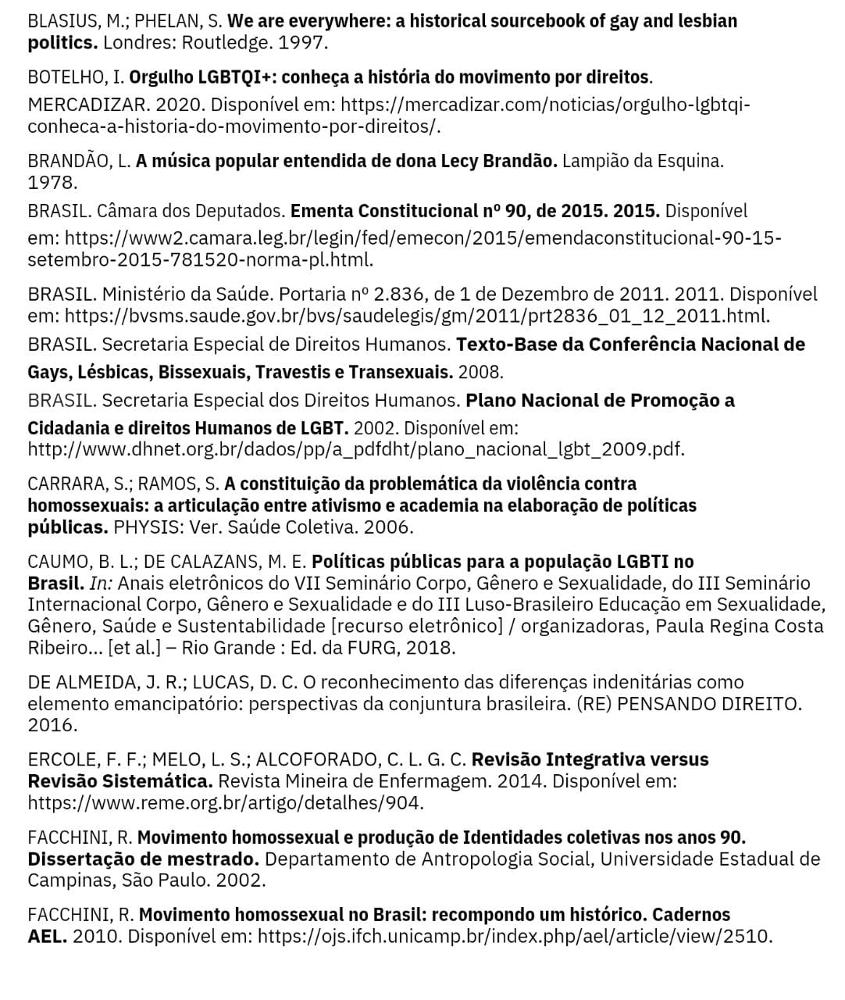 BLASIUS, M.; PHELAN, S. We are everywhere: a historical sourcebook of gay and lesbian
politics. Londres: Routledge. 1997.
BOTELHO, I. Orgulho LGBTQI+: conheça a história do movimento por direitos.
MERCADIZAR. 2020. Disponível em: https://mercadizar.com/noticias/orgulho-lgbtqi-
conheca-a-historia-do-movimento-por-direitos/.
BRANDÃO, L. A música popular entendida de dona Lecy Brandão. Lampião da Esquina.
1978.
BRASIL. Câmara dos Deputados. Ementa Constitucional nº 90, de 2015. 2015. Disponível
em: https://www2.camara.leg.br/legin/fed/emecon/2015/emendaconstitucional-90-15-
setembro-2015-781520-norma-pl.html.
BRASIL. Ministério da Saúde. Portaria nº 2.836, de 1 de Dezembro de 2011. 2011. Disponível
em: https://bvsms.saude.gov.br/bvs/saudelegis/gm/2011/prt2836_01_12_2011.html.
BRASIL. Secretaria Especial de Direitos Humanos. Texto-Base da Conferência Nacional de
Gays, Lésbicas, Bissexuais, Travestis e Transexuais. 2008.
BRASIL. Secretaria Especial dos Direitos Humanos. Plano Nacional de Promoção a
Cidadania e direitos Humanos de LGBT. 2002. Disponível em:
http://www.dhnet.org.br/dados/pp/a_pdfdht/plano_nacional_lgbt_2009.pdf.
CARRARA, S.; RAMOS, S. A constituição da problemática da violência contra
homossexuais: a articulação entre ativismo e academia na elaboração de políticas
públicas. PHYSIS: Ver. Saúde Coletiva. 2006.
CAUMO, B. L.; DE CALAZANS, M. E. Políticas públicas para a população LGBTI no
Brasil. In: Anais eletrônicos do VII Seminário Corpo, Gênero e Sexualidade, do III Seminário
Internacional Corpo, Gênero e Sexualidade e do III Luso-Brasileiro Educação em Sexualidade,
Gênero, Saúde e Sustentabilidade [recurso eletrônico] / organizadoras, Paula Regina Costa
Ribeiro... [et al.] – Rio Grande : Ed. da FURG, 2018.
DE ALMEIDA, J. R.; LUCAS, D. C. O reconhecimento das diferenças indenitárias como
elemento emancipatório: perspectivas da conjuntura brasileira. (RE) PENSANDO DIREITO.
2016.
ERCOLE, F. F.; MELO, L. S.; ALCOFORADO, C. L. G. C. Revisão Integrativa versus
Revisão Sistemática. Revista Mineira de Enfermagem. 2014. Disponível em:
https://www.reme.org.br/artigo/detalhes/904.
FACCHINI, R. Movimento homossexual e produção de Identidades coletivas nos anos 90.
Dissertação de mestrado. Departamento de Antropologia Social, Universidade Estadual de
Campinas, São Paulo. 2002.
FACCHINI, R. Movimento homossexual no Brasil: recompondo um histórico. Cadernos
AEL. 2010. Disponível em: https://ojs.ifch.unicamp.br/index.php/ael/article/view/2510.